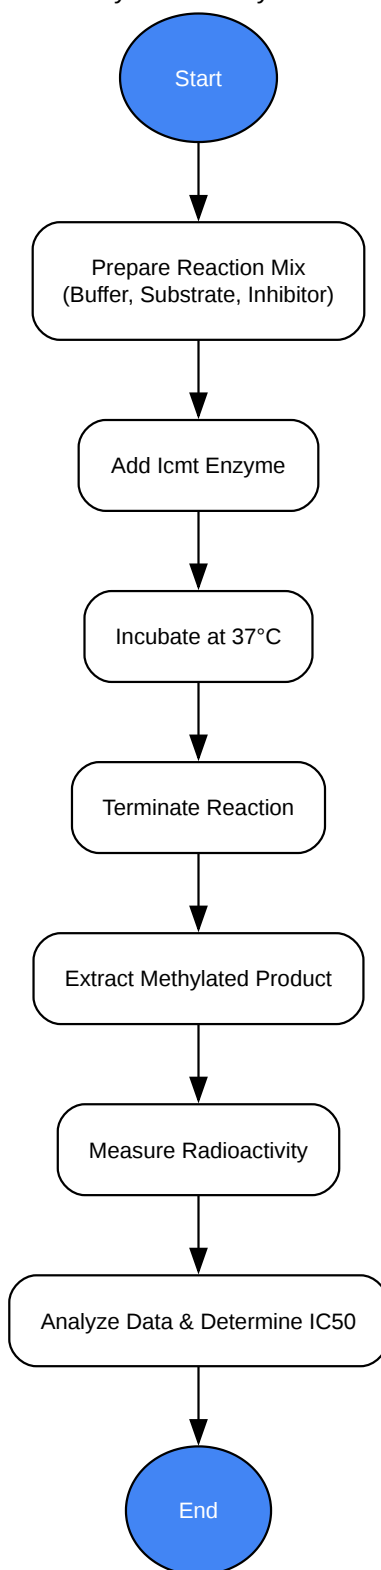 Start
Prepare Reaction Mix
(Buffer, Substrate, Inhibitor)
Add Icmt Enzyme
Incubate at 37°C
Terminate Reaction
Extract Methylated Product
Measure Radioactivity
Analyze Data & Determine IC50
End